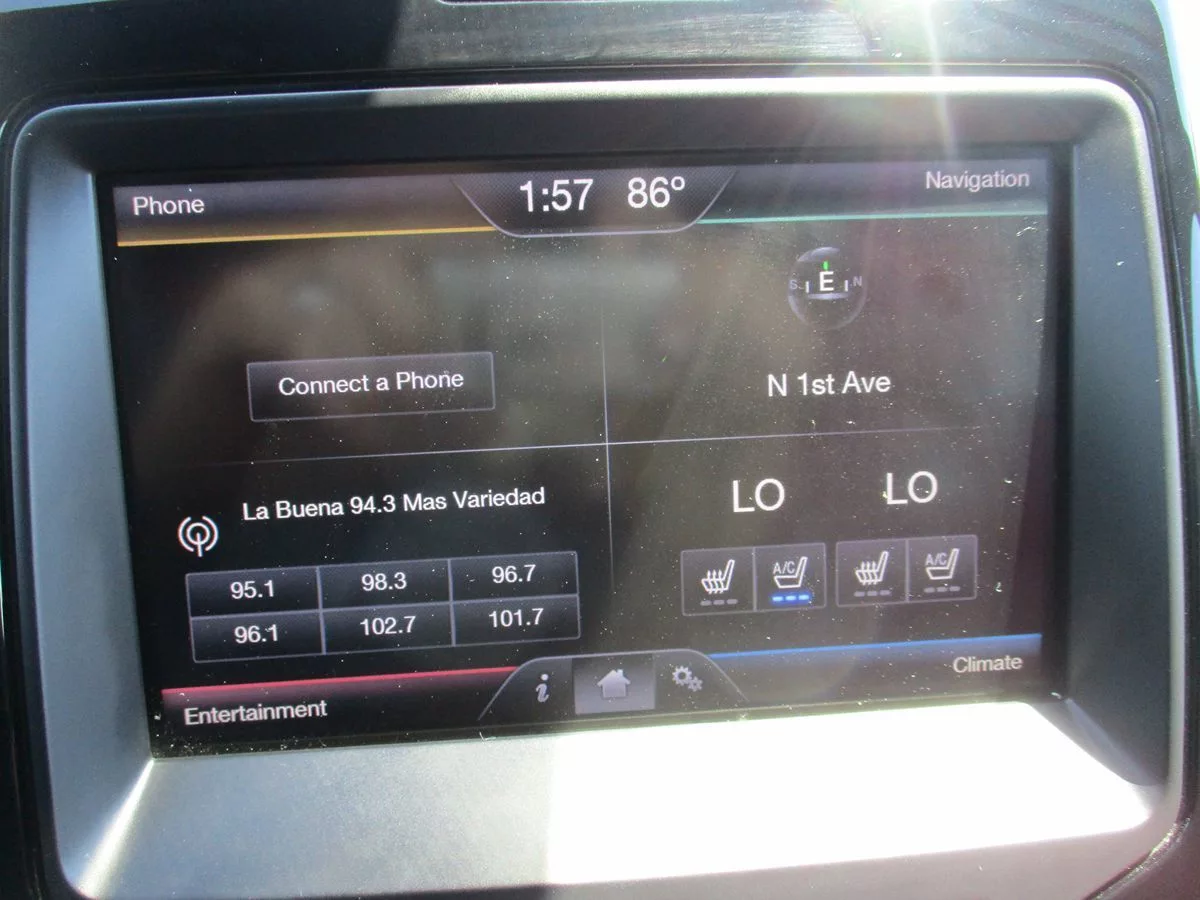 Phone
1:57 86°
Navigation
S E N
Connect a Phone
N 1st Ave
La Buena 94.3 Mas Variedad
95.1 98.3 96.7
96.1 102.7 101.7
LO LO
A/C A/C
Entertainment
i
Climate